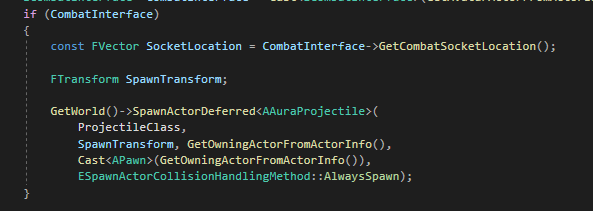 if (CombatInterface)
{
const FVector SocketLocation = CombatInterface->GetCombatSocketLocation();
FTransform SpawnTransform;
GetWorld()->SpawnActorDeferred<AAuraProjectile>(
ProjectileClass,
SpawnTransform, GetOwningActorFromActorInfo(),
Cast<APawn>(GetOwningActorFromActorInfo()),
ESpawnActorCollisionHandlingMethod::AlwaysSpawn);
}